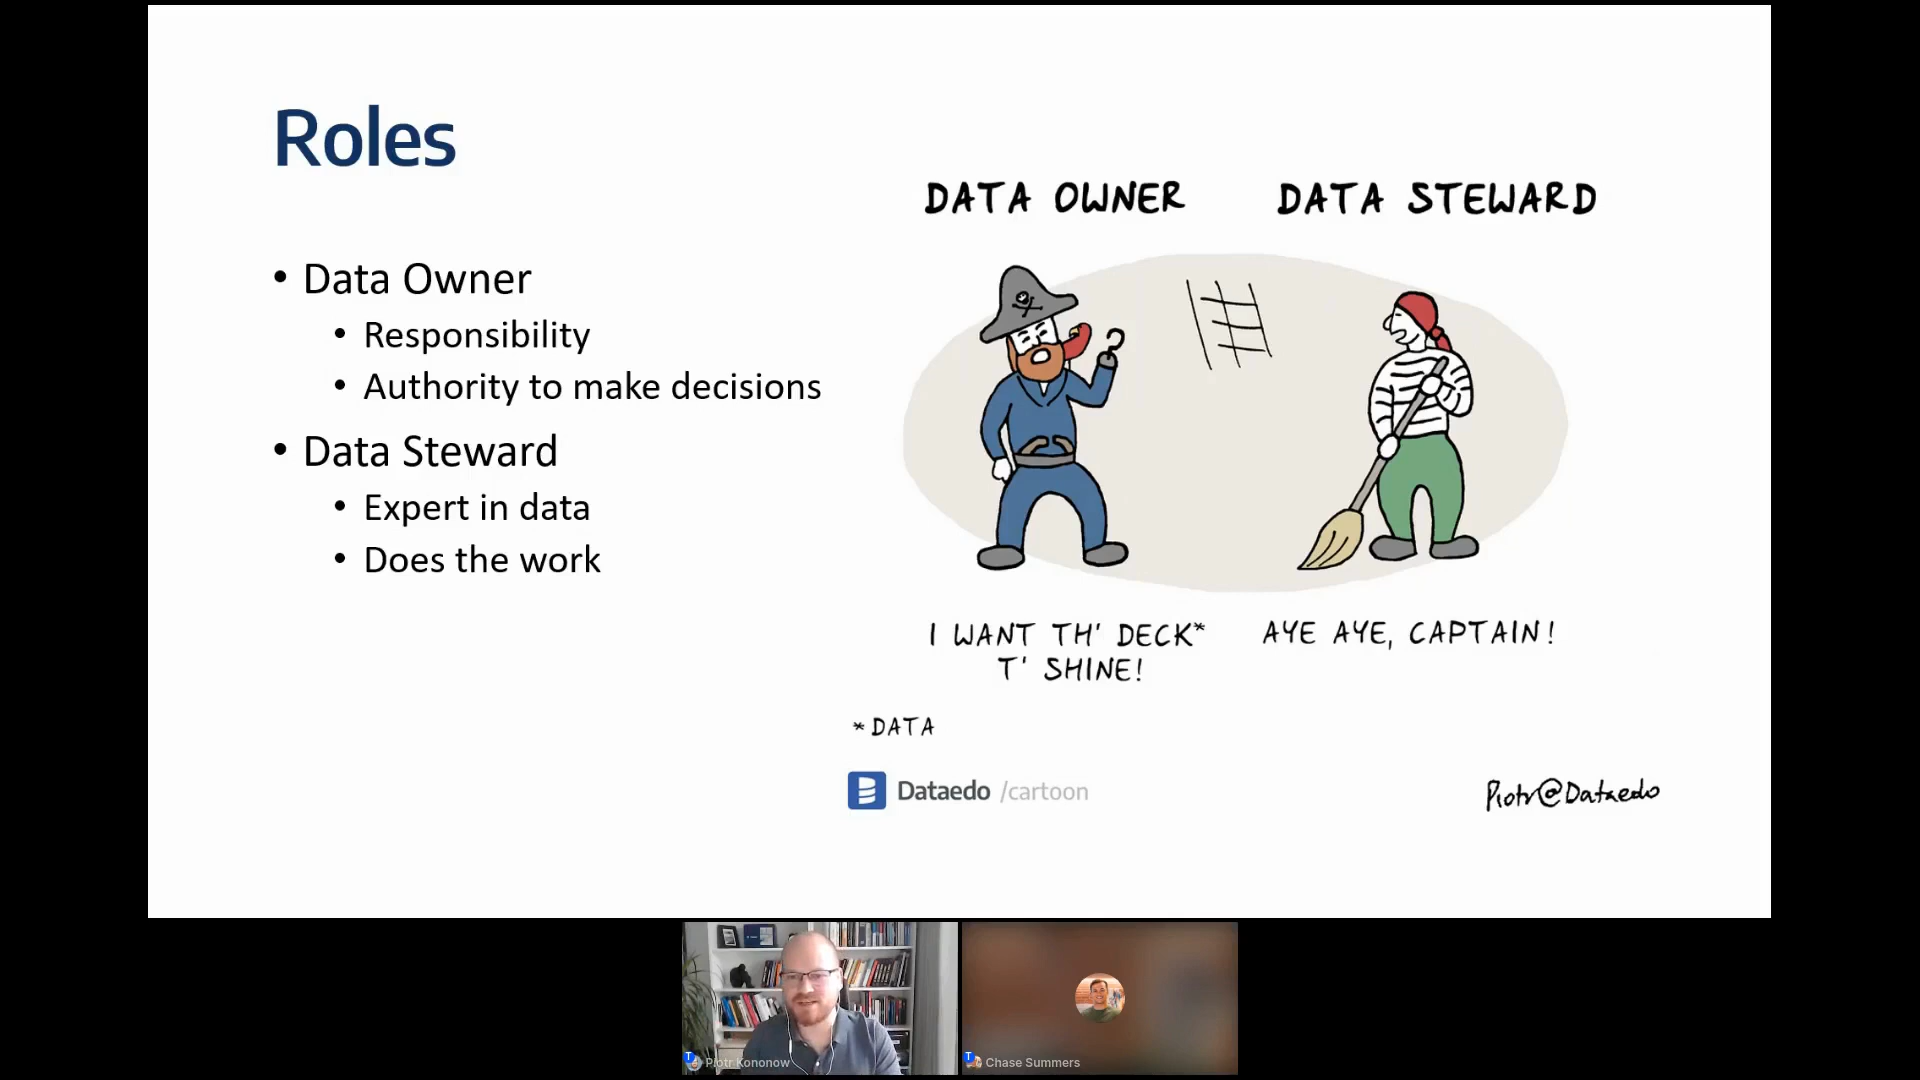 Roles
• Data Owner
• Responsibility
• Authority to make decisions
• Data Steward
• Expert in data
• Does the work
DATA OWNER
DATA STEWARD
I WANT TH' DECK*
T' SHINE!
AYE AYE, CAPTAIN!
*DATA
Dataedo /cartoon
Piotr@Dataedo
Piotr Kononow
Chase Summers